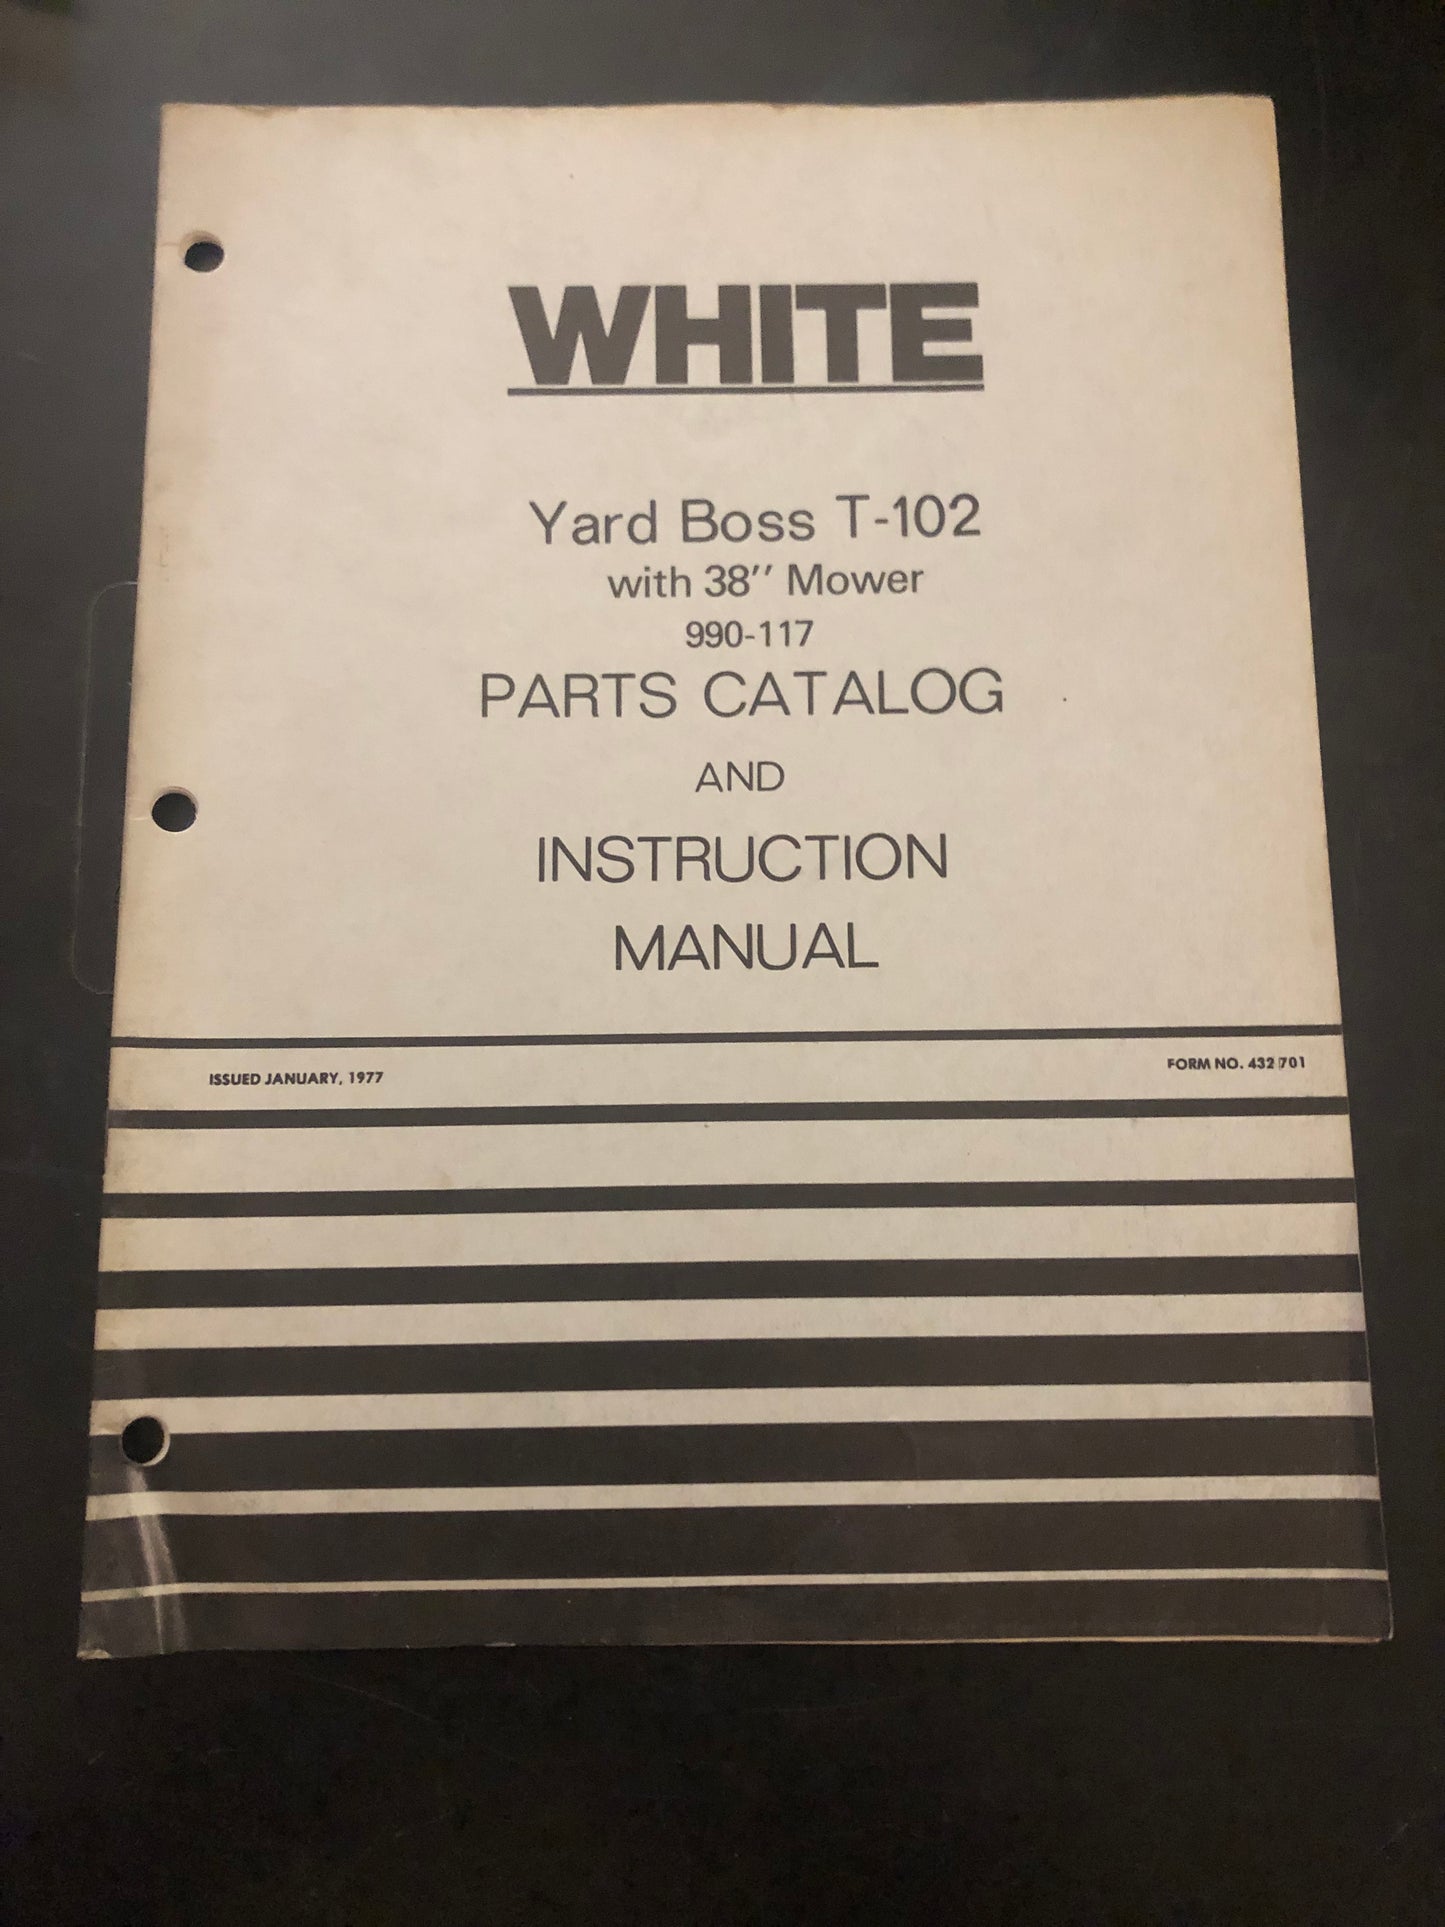 WHITE
Yard Boss T-102
with 38" Mower
990-117
PARTS CATALOG
AND
INSTRUCTION
MANUAL
ISSUED JANUARY, 1977
FORM NO. 432 701